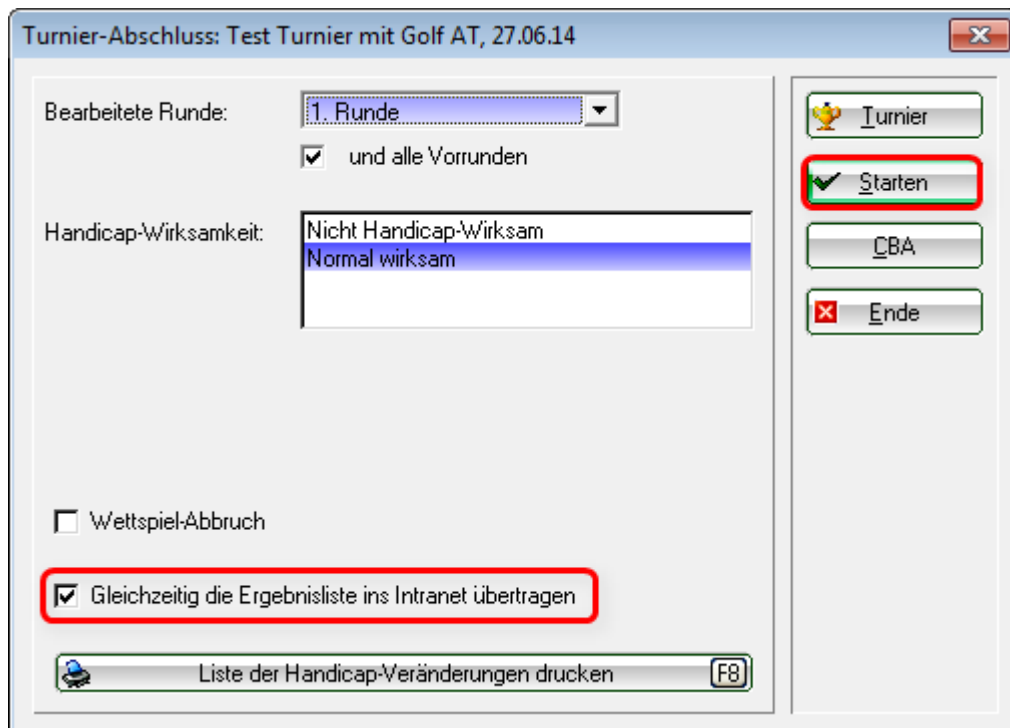 Turnier-Abschluss: Test Turnier mit Golf AT, 27.06.14
Bearbeitete Runde:
1. Runde
und alle Vorrunden
Handicap-Wirksamkeit:
Nicht Handicap-Wirksam
Normal wirksam
Wettspiel-Abbruch
Gleichzeitig die Ergebnisliste ins Intranet übertragen
Liste der Handicap-Veränderungen drucken F8
Turnier
Starten
CBA
Ende